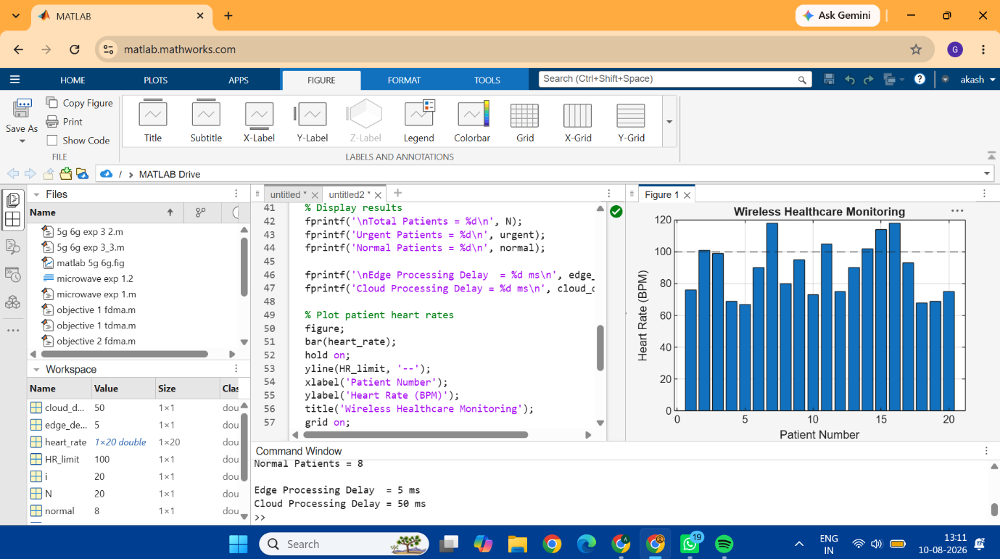 MATLAB
Ask Gemini
matlab.mathworks.com
G
HOME
PLOTS
APPS
FIGURE
FORMAT
TOOLS
Search (Ctrl+Shift+Space)
akash
Save As
Copy Figure
Print
Show Code
FILE
Title
Subtitle
X-Label
Y-Label
Z-Label
Legend
Colorbar
Grid
X-Grid
Y-Grid
LABELS AND ANNOTATIONS
/ > MATLAB Drive
Files
Name
5g 6g exp 3 2.m
5g 6g exp 3_3.m
matlab 5g 6g.fig
microwave exp 1.2
microwave exp 1.m
objective 1 fdma.m
objective 1 tdma.m
objective 2 fdma.m
Workspace
Name Value Size Clas
cloud_d... 50 1×1 dou
edge_de... 5 1×1 dou
heart_rate 1×20 double 1×20 dou
HR_limit 100 1×1 dou
i 20 1×1 dou
N 20 1×1 dou
normal 8 1×1 dou
untitled *
untitled2 *
41 % Display results
42 fprintf('\nTotal Patients = %d\n', N);
43 fprintf('Urgent Patients = %d\n', urgent);
44 fprintf('Normal Patients = %d\n', normal);
45
46 fprintf('\nEdge Processing Delay  = %d ms\n', edge_
47 fprintf('Cloud Processing Delay = %d ms\n', cloud_d
48
49 % Plot patient heart rates
50 figure;
51 bar(heart_rate);
52 hold on;
53 yline(HR_limit, '--');
54 xlabel('Patient Number');
55 ylabel('Heart Rate (BPM)');
56 title('Wireless Healthcare Monitoring');
57 grid on;
Figure 1
Wireless Healthcare Monitoring
Heart Rate (BPM)
120
100
80
60
40
20
0
0 5 10 15 20
Patient Number
Command Window
Normal Patients = 8
Edge Processing Delay  = 5 ms
Cloud Processing Delay = 50 ms
>>
Search
A
19
ENG
IN
13:11
10-08-2026